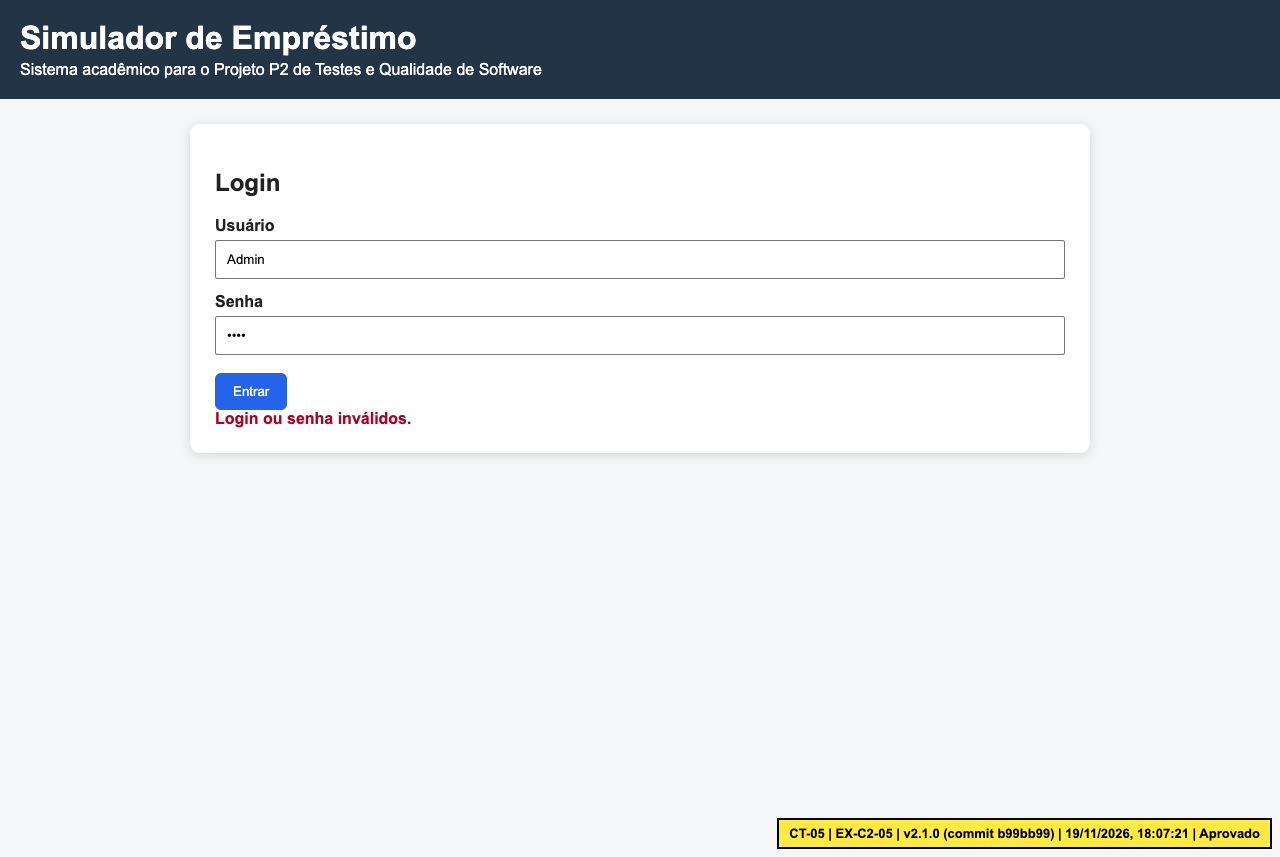 Simulador de Empréstimo
Sistema acadêmico para o Projeto P2 de Testes e Qualidade de Software
Login
Usuário
Admin
Senha
••••
Entrar
Login ou senha inválidos.
CT-05 | EX-C2-05 | v2.1.0 (commit b99bb99) | 19/11/2026, 18:07:21 | Aprovado